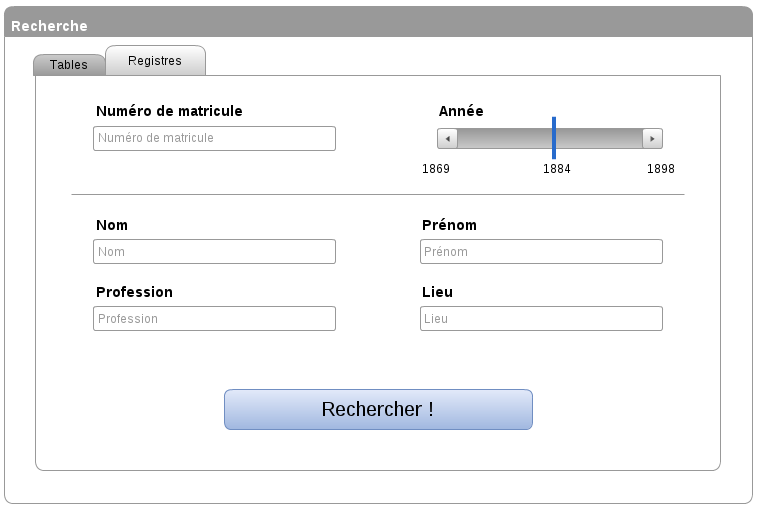 Recherche
Tables
Registres
Numéro de matricule
Année
Numéro de matricule
1869
1884
1898
Nom
Prénom
Nom
Prénom
Profession
Lieu
Profession
Lieu
Rechercher !